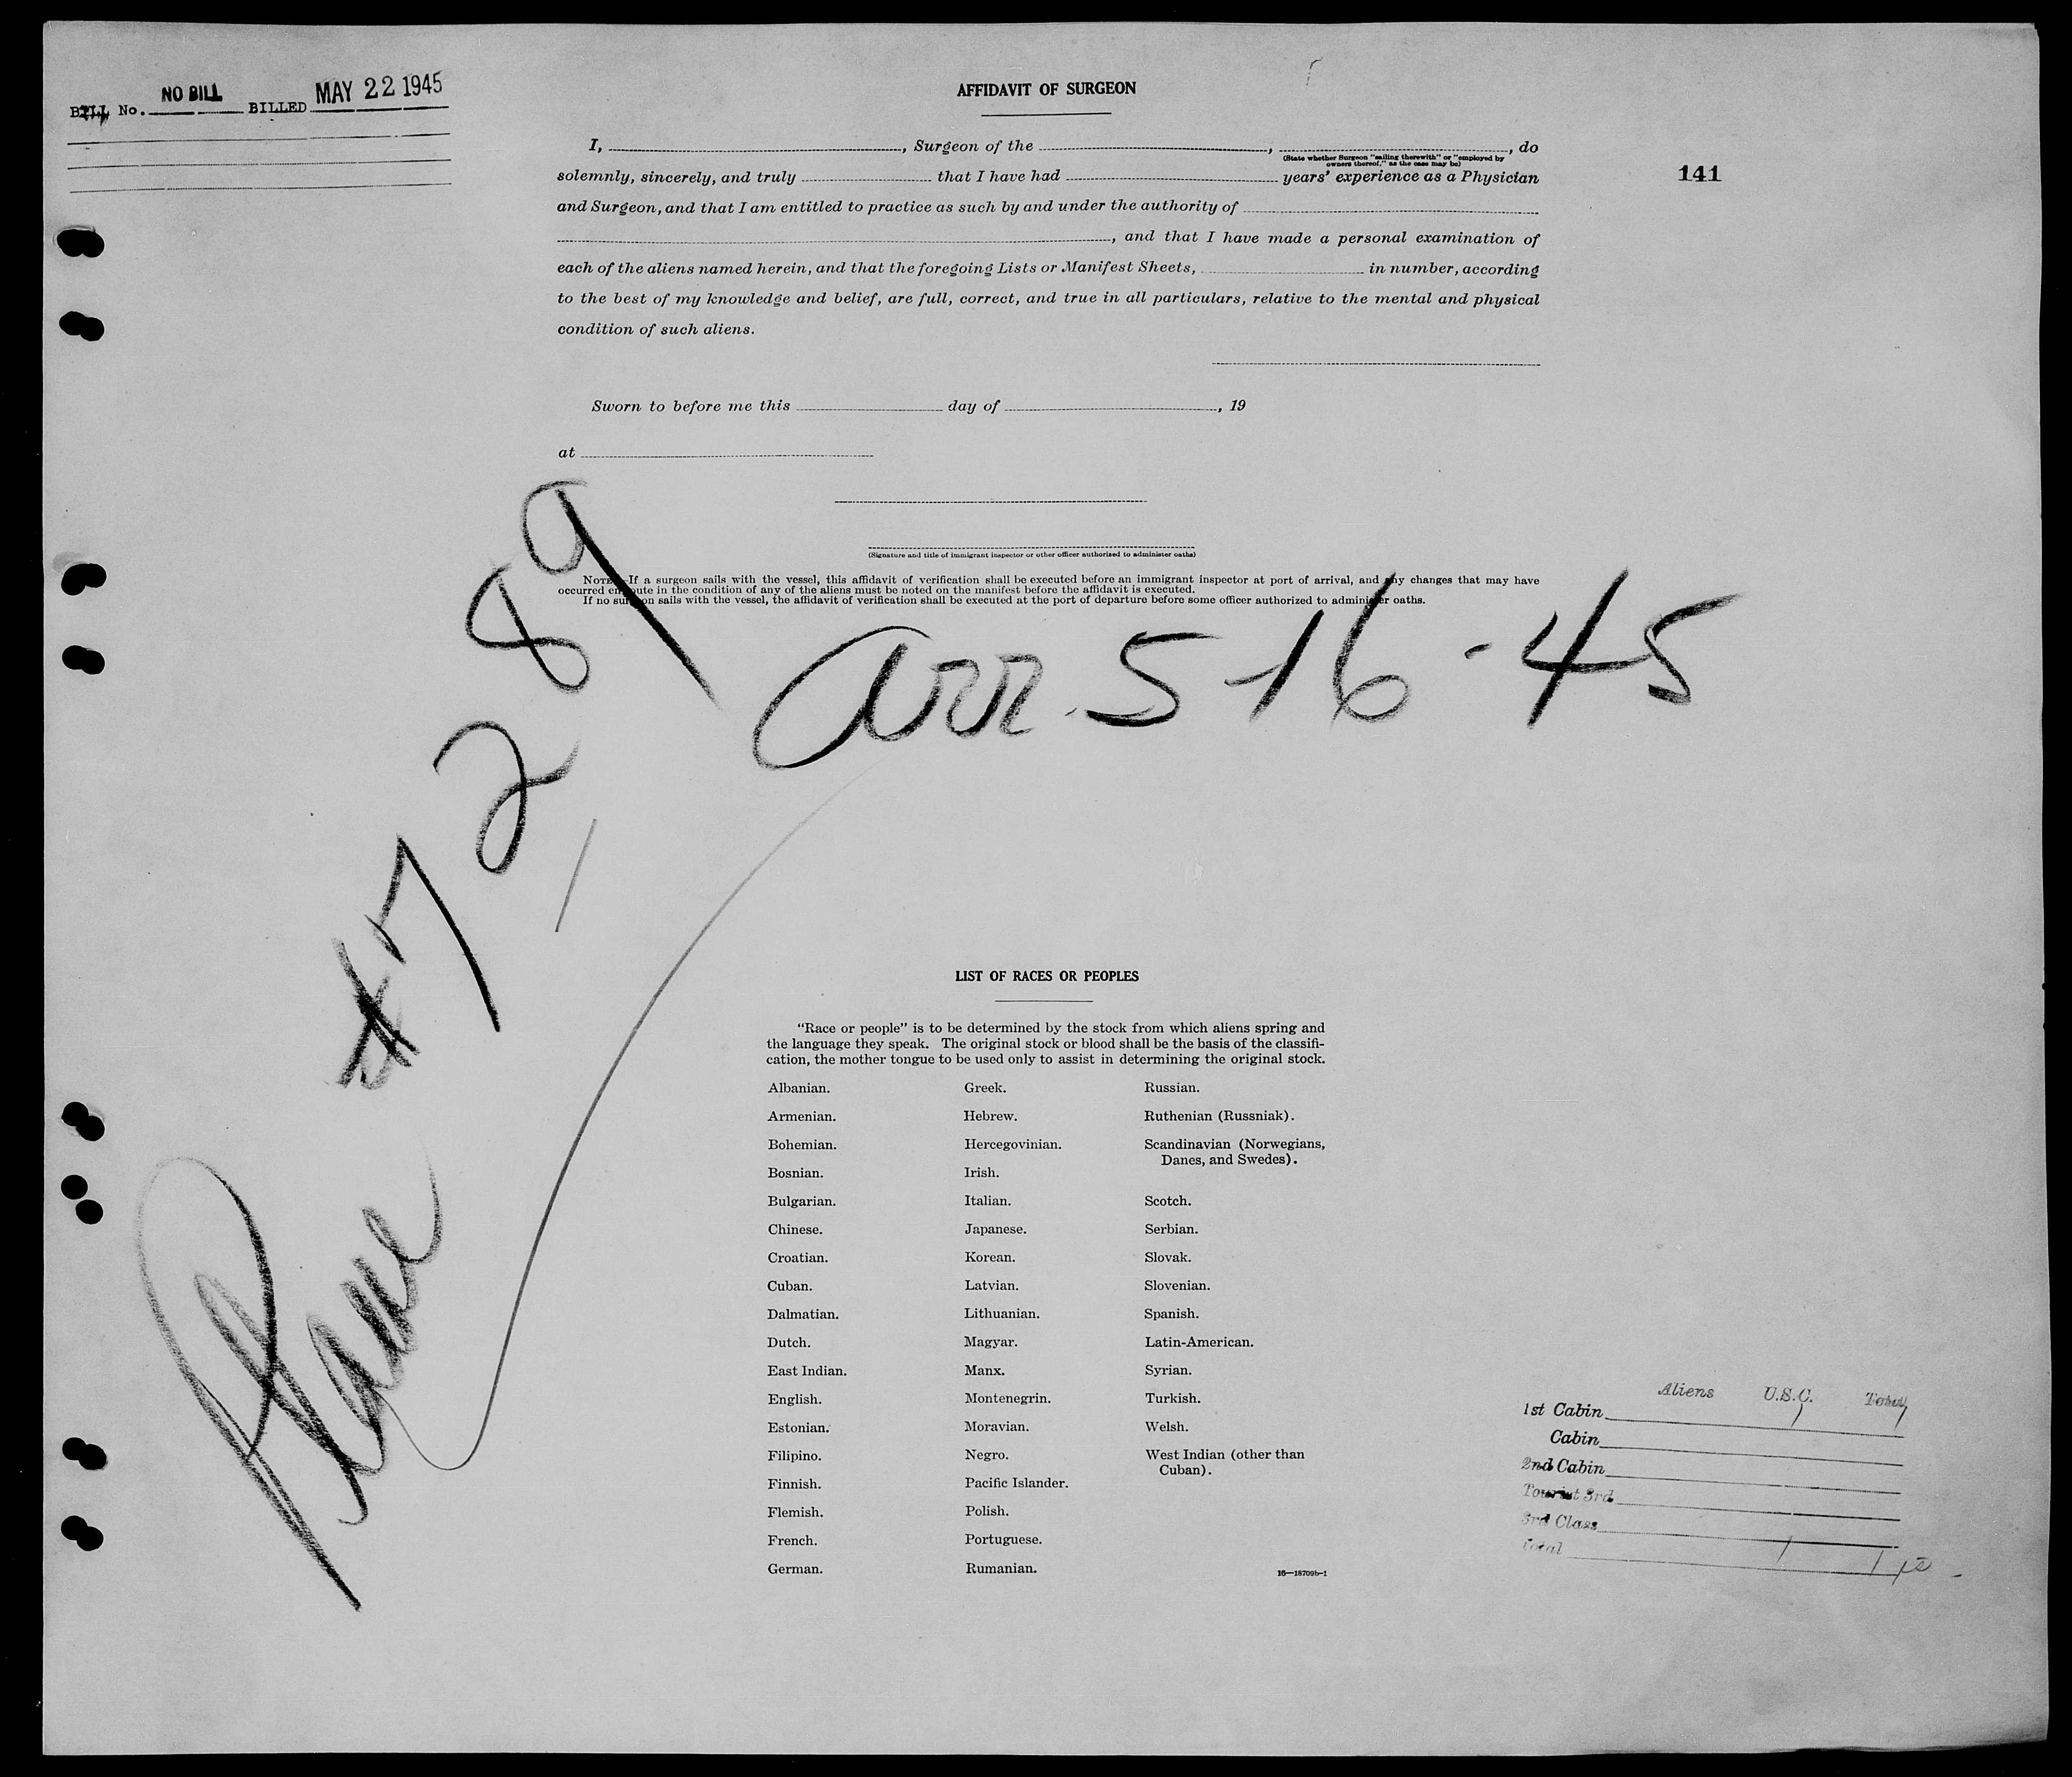 BILL No. NO BILL BILLED MAY 22 1945
AFFIDAVIT OF SURGEON
141
I, , Surgeon of the , , do
(State whether Surgeon "sailing therewith" or "employed by
owners thereof," as the case may be)
solemnly, sincerely, and truly that I have had years' experience as a Physician
and Surgeon, and that I am entitled to practice as such by and under the authority of
, and that I have made a personal examination of
each of the aliens named herein, and that the foregoing Lists or Manifest Sheets, in number, according
to the best of my knowledge and belief, are full, correct, and true in all particulars, relative to the mental and physical
condition of such aliens.
Sworn to before me this day of , 19
at
(Signature and title of immigrant inspector or other officer authorized to administer oaths)
NOTE.—If a surgeon sails with the vessel, this affidavit of verification shall be executed before an immigrant inspector at port of arrival, and any changes that may have
occurred en route in the condition of any of the aliens must be noted on the manifest before the affidavit is executed.
If no surgeon sails with the vessel, the affidavit of verification shall be executed at the port of departure before some officer authorized to administer oaths.
Plane #7289
arr. 5-16-45
LIST OF RACES OR PEOPLES
"Race or people" is to be determined by the stock from which aliens spring and
the language they speak. The original stock or blood shall be the basis of the classifi-
cation, the mother tongue to be used only to assist in determining the original stock.
Albanian. Greek. Russian.
Armenian. Hebrew. Ruthenian (Russniak).
Bohemian. Hercegovinian. Scandinavian (Norwegians,
Danes, and Swedes).
Bosnian. Irish.
Bulgarian. Italian. Scotch.
Chinese. Japanese. Serbian.
Croatian. Korean. Slovak.
Cuban. Latvian. Slovenian.
Dalmatian. Lithuanian. Spanish.
Dutch. Magyar. Latin-American.
East Indian. Manx. Syrian.
English. Montenegrin. Turkish.
Estonian. Moravian. Welsh.
Filipino. Negro. West Indian (other than
Cuban).
Finnish. Pacific Islander.
Flemish. Polish.
French. Portuguese.
German. Rumanian.
16—18709b-1
Aliens U.S.C. Total
1st Cabin 1 1
Cabin
2nd Cabin
Tourist 3rd
3rd Class
Total 1 1